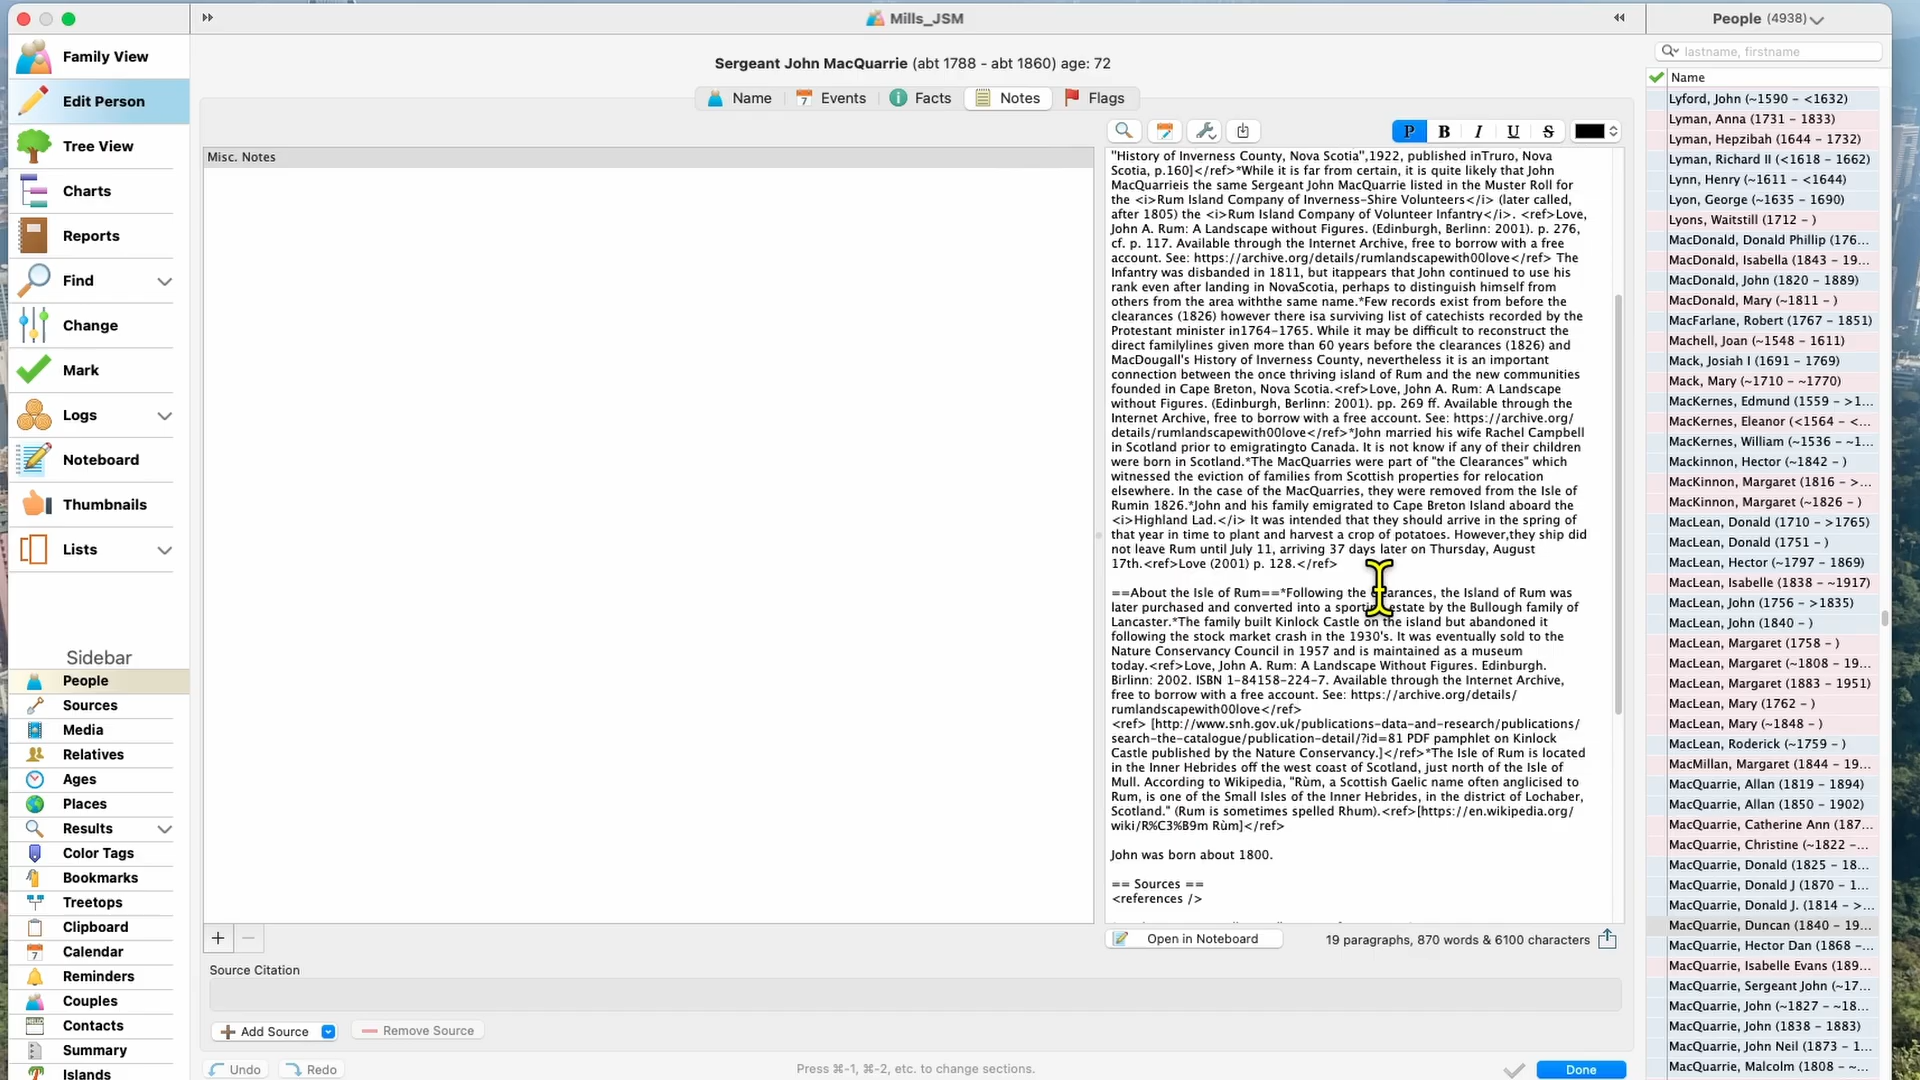 Mills_JSM
People (4938)
Family View
Edit Person
Tree View
Charts
Reports
Find
Change
Mark
Logs
Noteboard
Thumbnails
Lists
Sidebar
People
Sources
Media
Relatives
Ages
Places
Results
Color Tags
Bookmarks
Treetops
Clipboard
Calendar
Reminders
Couples
Contacts
Summary
Islands
Sergeant John MacQuarrie (abt 1788 - abt 1860) age: 72
Name Events Facts Notes Flags
P B I U S
Misc. Notes
"History of Inverness County, Nova Scotia",1922, published inTruro, Nova
Scotia, p.160]</ref>*While it is far from certain, it is quite likely that John
MacQuarrieis the same Sergeant John MacQuarrie listed in the Muster Roll for
the <i>Rum Island Company of Inverness-Shire Volunteers</i> (later called,
after 1805) the <i>Rum Island Company of Volunteer Infantry</i>. <ref>Love,
John A. Rum: A Landscape without Figures. (Edinburgh, Berlinn: 2001). p. 276,
cf. p. 117. Available through the Internet Archive, free to borrow with a free
account. See: https://archive.org/details/rumlandscapewith00love</ref> The
Infantry was disbanded in 1811, but itappears that John continued to use his
rank even after landing in NovaScotia, perhaps to distinguish himself from
others from the area withthe same name.*Few records exist from before the
clearances (1826) however there isa surviving list of catechists recorded by the
Protestant minister in1764-1765. While it may be difficult to reconstruct the
direct familylines given more than 60 years before the clearances (1826) and
MacDougall's History of Inverness County, nevertheless it is an important
connection between the once thriving island of Rum and the new communities
founded in Cape Breton, Nova Scotia.<ref>Love, John A. Rum: A Landscape
without Figures. (Edinburgh, Berlinn: 2001). pp. 269 ff. Available through the
Internet Archive, free to borrow with a free account. See: https://archive.org/
details/rumlandscapewith00love</ref>*John married his wife Rachel Campbell
in Scotland prior to emigratingto Canada. It is not know if any of their children
were born in Scotland.*The MacQuarries were part of "the Clearances" which
witnessed the eviction of families from Scottish properties for relocation
elsewhere. In the case of the MacQuarries, they were removed from the Isle of
Rumin 1826.*John and his family emigrated to Cape Breton Island aboard the
<i>Highland Lad.</i> It was intended that they should arrive in the spring of
that year in time to plant and harvest a crop of potatoes. However,they ship did
not leave Rum until July 11, arriving 37 days later on Thursday, August
17th.<ref>Love (2001) p. 128.</ref>
==About the Isle of Rum==*Following the clearances, the Island of Rum was
later purchased and converted into a sporting estate by the Bullough family of
Lancaster.*The family built Kinlock Castle on the island but abandoned it
following the stock market crash in the 1930's. It was eventually sold to the
Nature Conservancy Council in 1957 and is maintained as a museum
today.<ref>Love, John A. Rum: A Landscape Without Figures. Edinburgh.
Birlinn: 2002. ISBN 1-84158-224-7. Available through the Internet Archive,
free to borrow with a free account. See: https://archive.org/details/
rumlandscapewith00love</ref>
<ref> [http://www.snh.gov.uk/publications-data-and-research/publications/
search-the-catalogue/publication-detail/?id=81 PDF pamphlet on Kinlock
Castle published by the Nature Conservancy.]</ref>*The Isle of Rum is located
in the Inner Hebrides off the west coast of Scotland, just north of the Isle of
Mull. According to Wikipedia, "Rùm, a Scottish Gaelic name often anglicised to
Rum, is one of the Small Isles of the Inner Hebrides, in the district of Lochaber,
Scotland." (Rum is sometimes spelled Rhum).<ref>[https://en.wikipedia.org/
wiki/R%C3%B9m Rùm]</ref>
John was born about 1800.
== Sources ==
<references />
Open in Noteboard
19 paragraphs, 870 words & 6100 characters
Source Citation
Add Source Remove Source
Undo Redo
Press ⌘-1, ⌘-2, etc. to change sections.
Done
lastname, firstname
Name
Lyford, John (~1590 - <1632)
Lyman, Anna (1731 - 1833)
Lyman, Hepzibah (1644 - 1732)
Lyman, Richard II (<1618 - 1662)
Lynn, Henry (~1611 - <1644)
Lyon, George (~1635 - 1690)
Lyons, Waitstill (1712 - )
MacDonald, Donald Phillip (176...
MacDonald, Isabella (1843 - 19...
MacDonald, John (1820 - 1889)
MacDonald, Mary (~1811 - )
MacFarlane, Robert (1767 - 1851)
Machell, Joan (~1548 - 1611)
Mack, Josiah I (1691 - 1769)
Mack, Mary (~1710 - ~1770)
MacKernes, Edmund (1559 - >1...
MacKernes, Eleanor (<1564 - <...
MacKernes, William (~1536 - ~1...
Mackinnon, Hector (~1842 - )
MacKinnon, Margaret (1816 - >...
MacKinnon, Margaret (~1826 - )
MacLean, Donald (1710 - >1765)
MacLean, Donald (1751 - )
MacLean, Hector (~1797 - 1869)
MacLean, Isabelle (1838 - ~1917)
MacLean, John (1756 - >1835)
MacLean, John (1840 - )
MacLean, Margaret (1758 - )
MacLean, Margaret (~1808 - 19...
MacLean, Margaret (1883 - 1951)
MacLean, Mary (1762 - )
MacLean, Mary (~1848 - )
MacLean, Roderick (~1759 - )
MacMillan, Margaret (1844 - 19...
MacQuarrie, Allan (1819 - 1894)
MacQuarrie, Allan (1850 - 1902)
MacQuarrie, Catherine Ann (187...
MacQuarrie, Christine (~1822 -...
MacQuarrie, Donald (1825 - 18...
MacQuarrie, Donald J (1870 - 1...
MacQuarrie, Donald J. (1814 - >...
MacQuarrie, Duncan (1840 - 19...
MacQuarrie, Hector Dan (1868 -...
MacQuarrie, Isabelle Evans (189...
MacQuarrie, Sergeant John (~17...
MacQuarrie, John (~1827 - ~18...
MacQuarrie, John (1838 - 1883)
MacQuarrie, John Neil (1873 - 1...
MacQuarrie, Malcolm (1808 - ~...